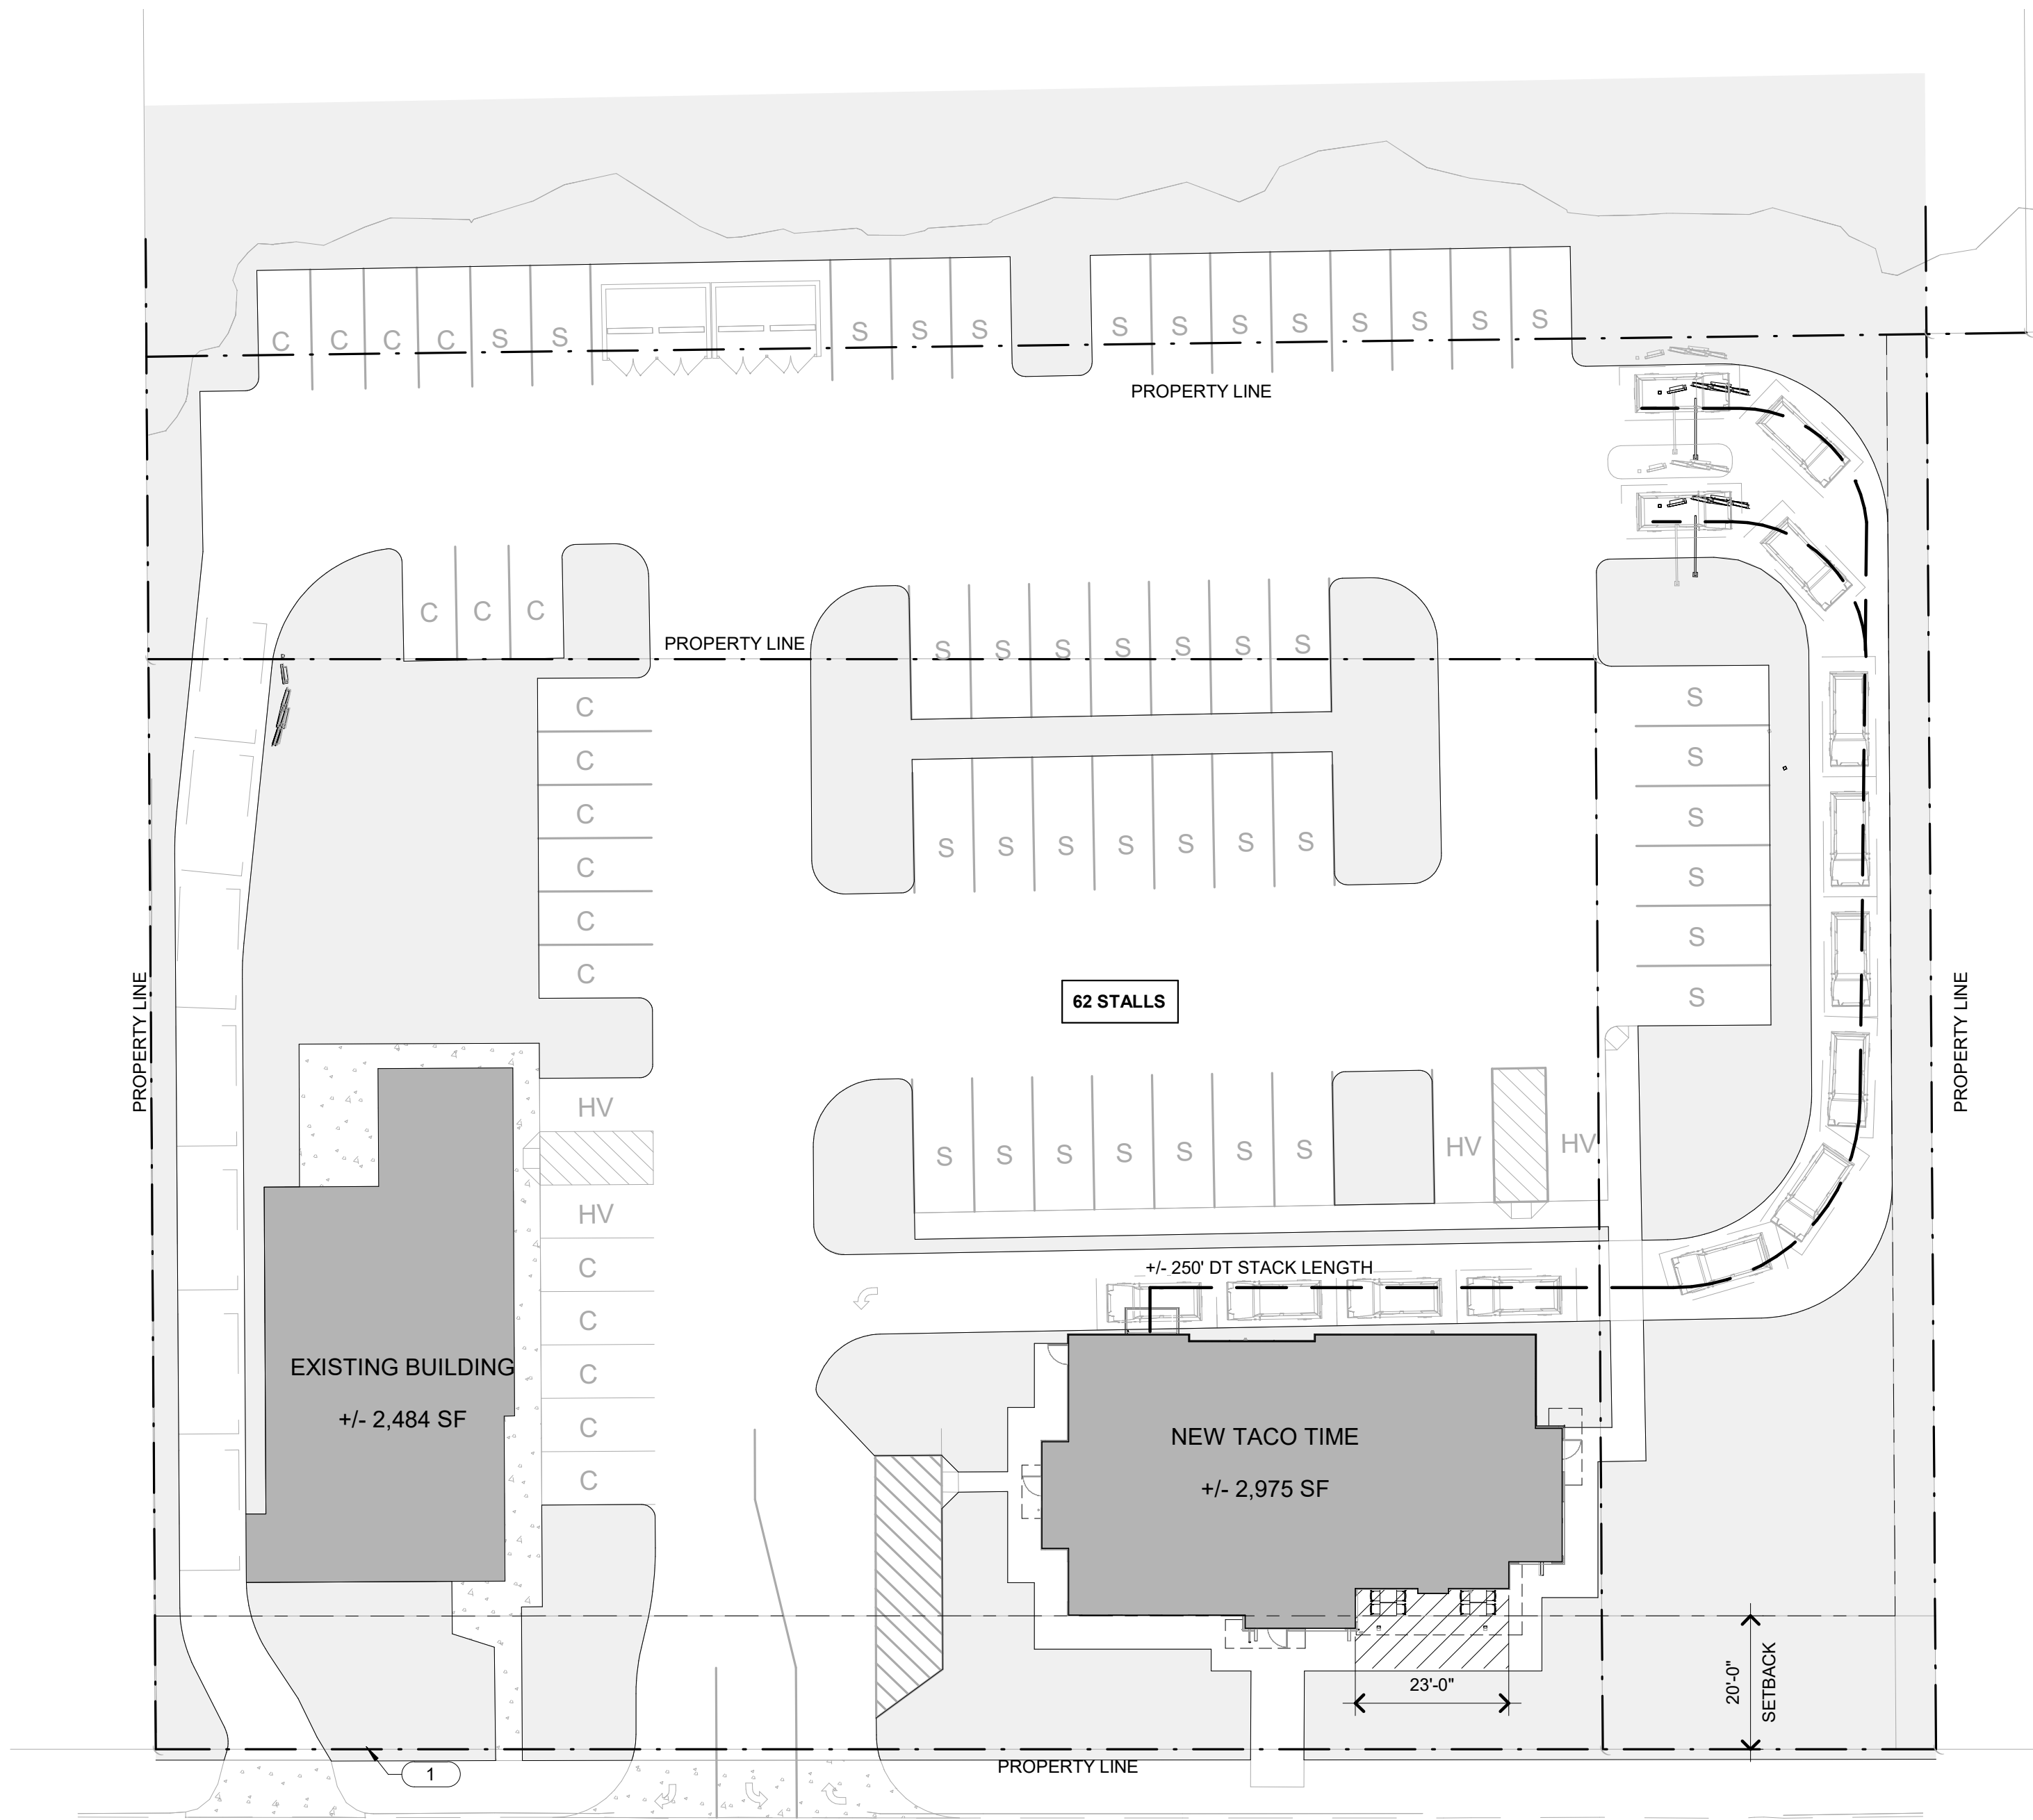 C C C C S S S S S S S S S S S S S
PROPERTY LINE
C C C
PROPERTY LINE
S S S S S S S
C
C
C
C
C
C
S
S
S
S
S
S
S S S S S S S
PROPERTY LINE
62 STALLS
PROPERTY LINE
HV
HV
S S S S S S S HV HV
C
C
C
C
C
+/- 250' DT STACK LENGTH
EXISTING BUILDING
+/- 2,484 SF
NEW TACO TIME
+/- 2,975 SF
23'-0"
20'-0"
SETBACK
PROPERTY LINE
1